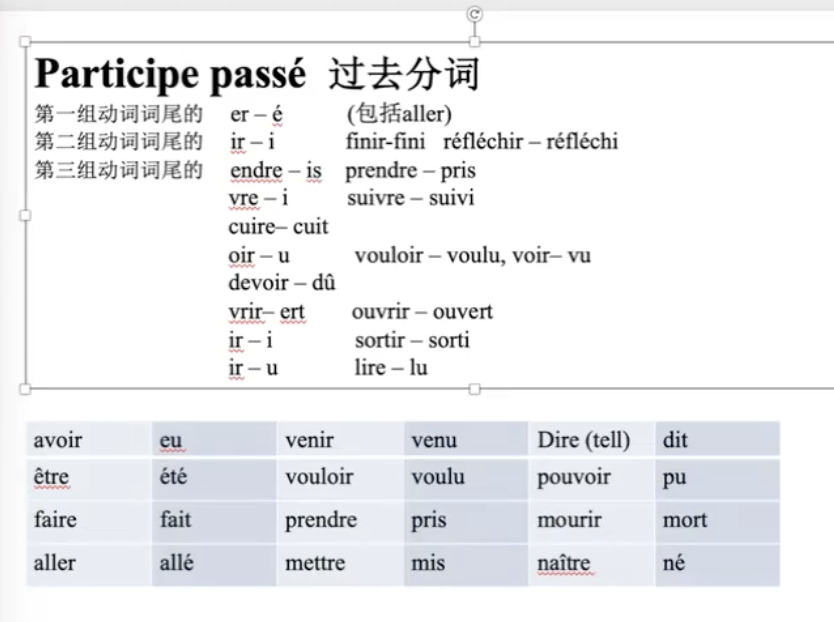 Participe passé 过去分词
第一组动词词尾的 er – é (包括aller)
第二组动词词尾的 ir – i finir-fini réfléchir – réfléchi
第三组动词词尾的 endre – is prendre – pris
vre – i suivre – suivi
cuire– cuit
oir – u vouloir – voulu, voir– vu
devoir – dû
vrir– ert ouvrir – ouvert
ir – i sortir – sorti
ir – u lire – lu
avoir eu venir venu Dire (tell) dit
être été vouloir voulu pouvoir pu
faire fait prendre pris mourir mort
aller allé mettre mis naître né